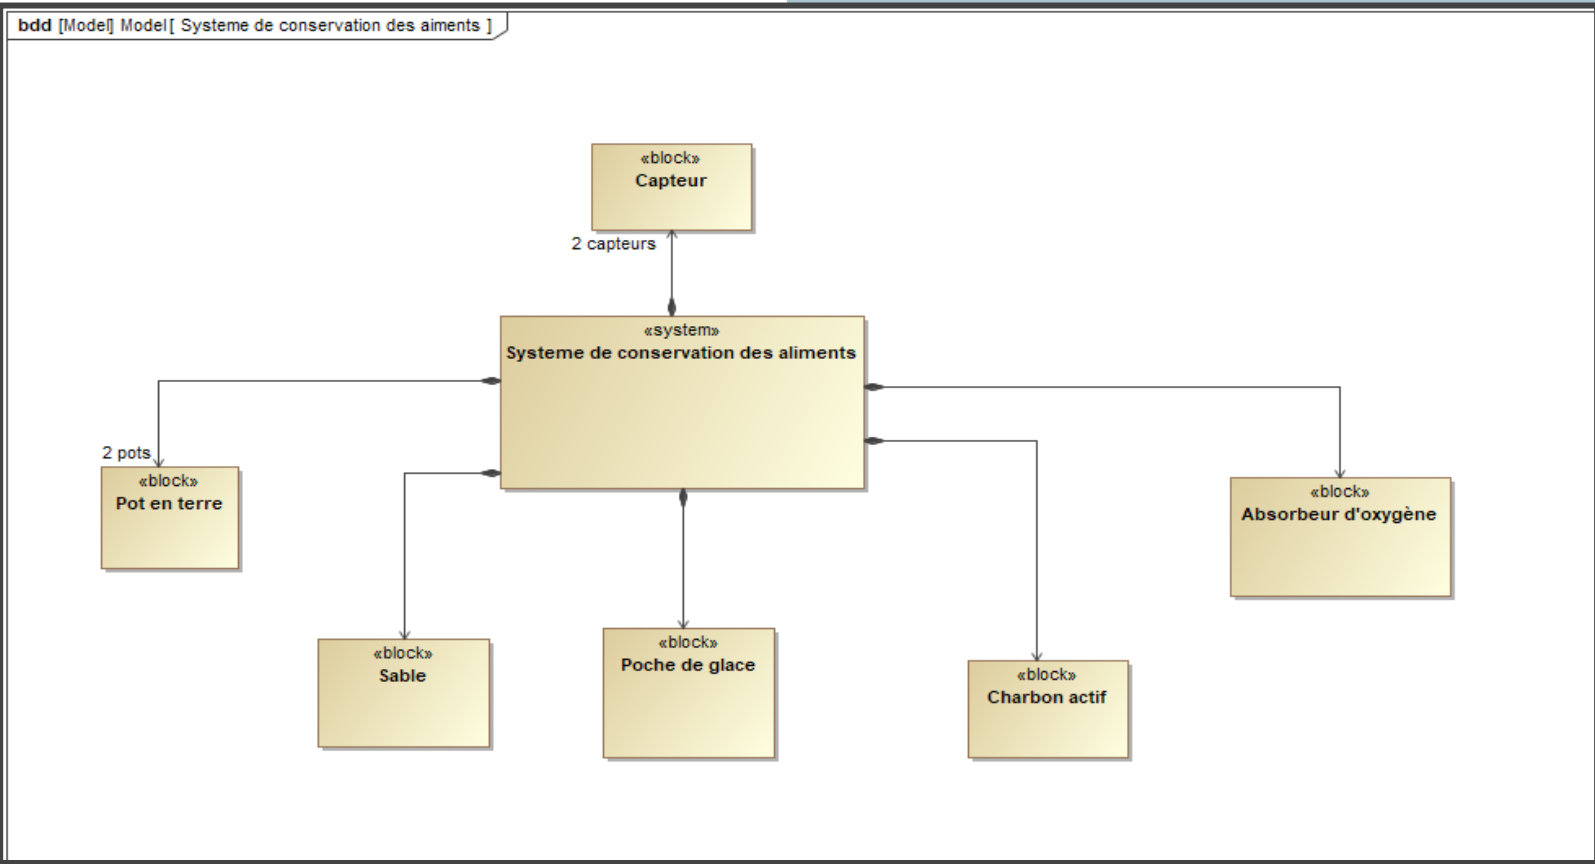 bdd [Model] Model[ Systeme de conservation des aiments ]
«block»
Capteur
2 capteurs
«system»
Systeme de conservation des aliments
2 pots
«block»
Pot en terre
«block»
Absorbeur d'oxygène
«block»
Sable
«block»
Poche de glace
«block»
Charbon actif